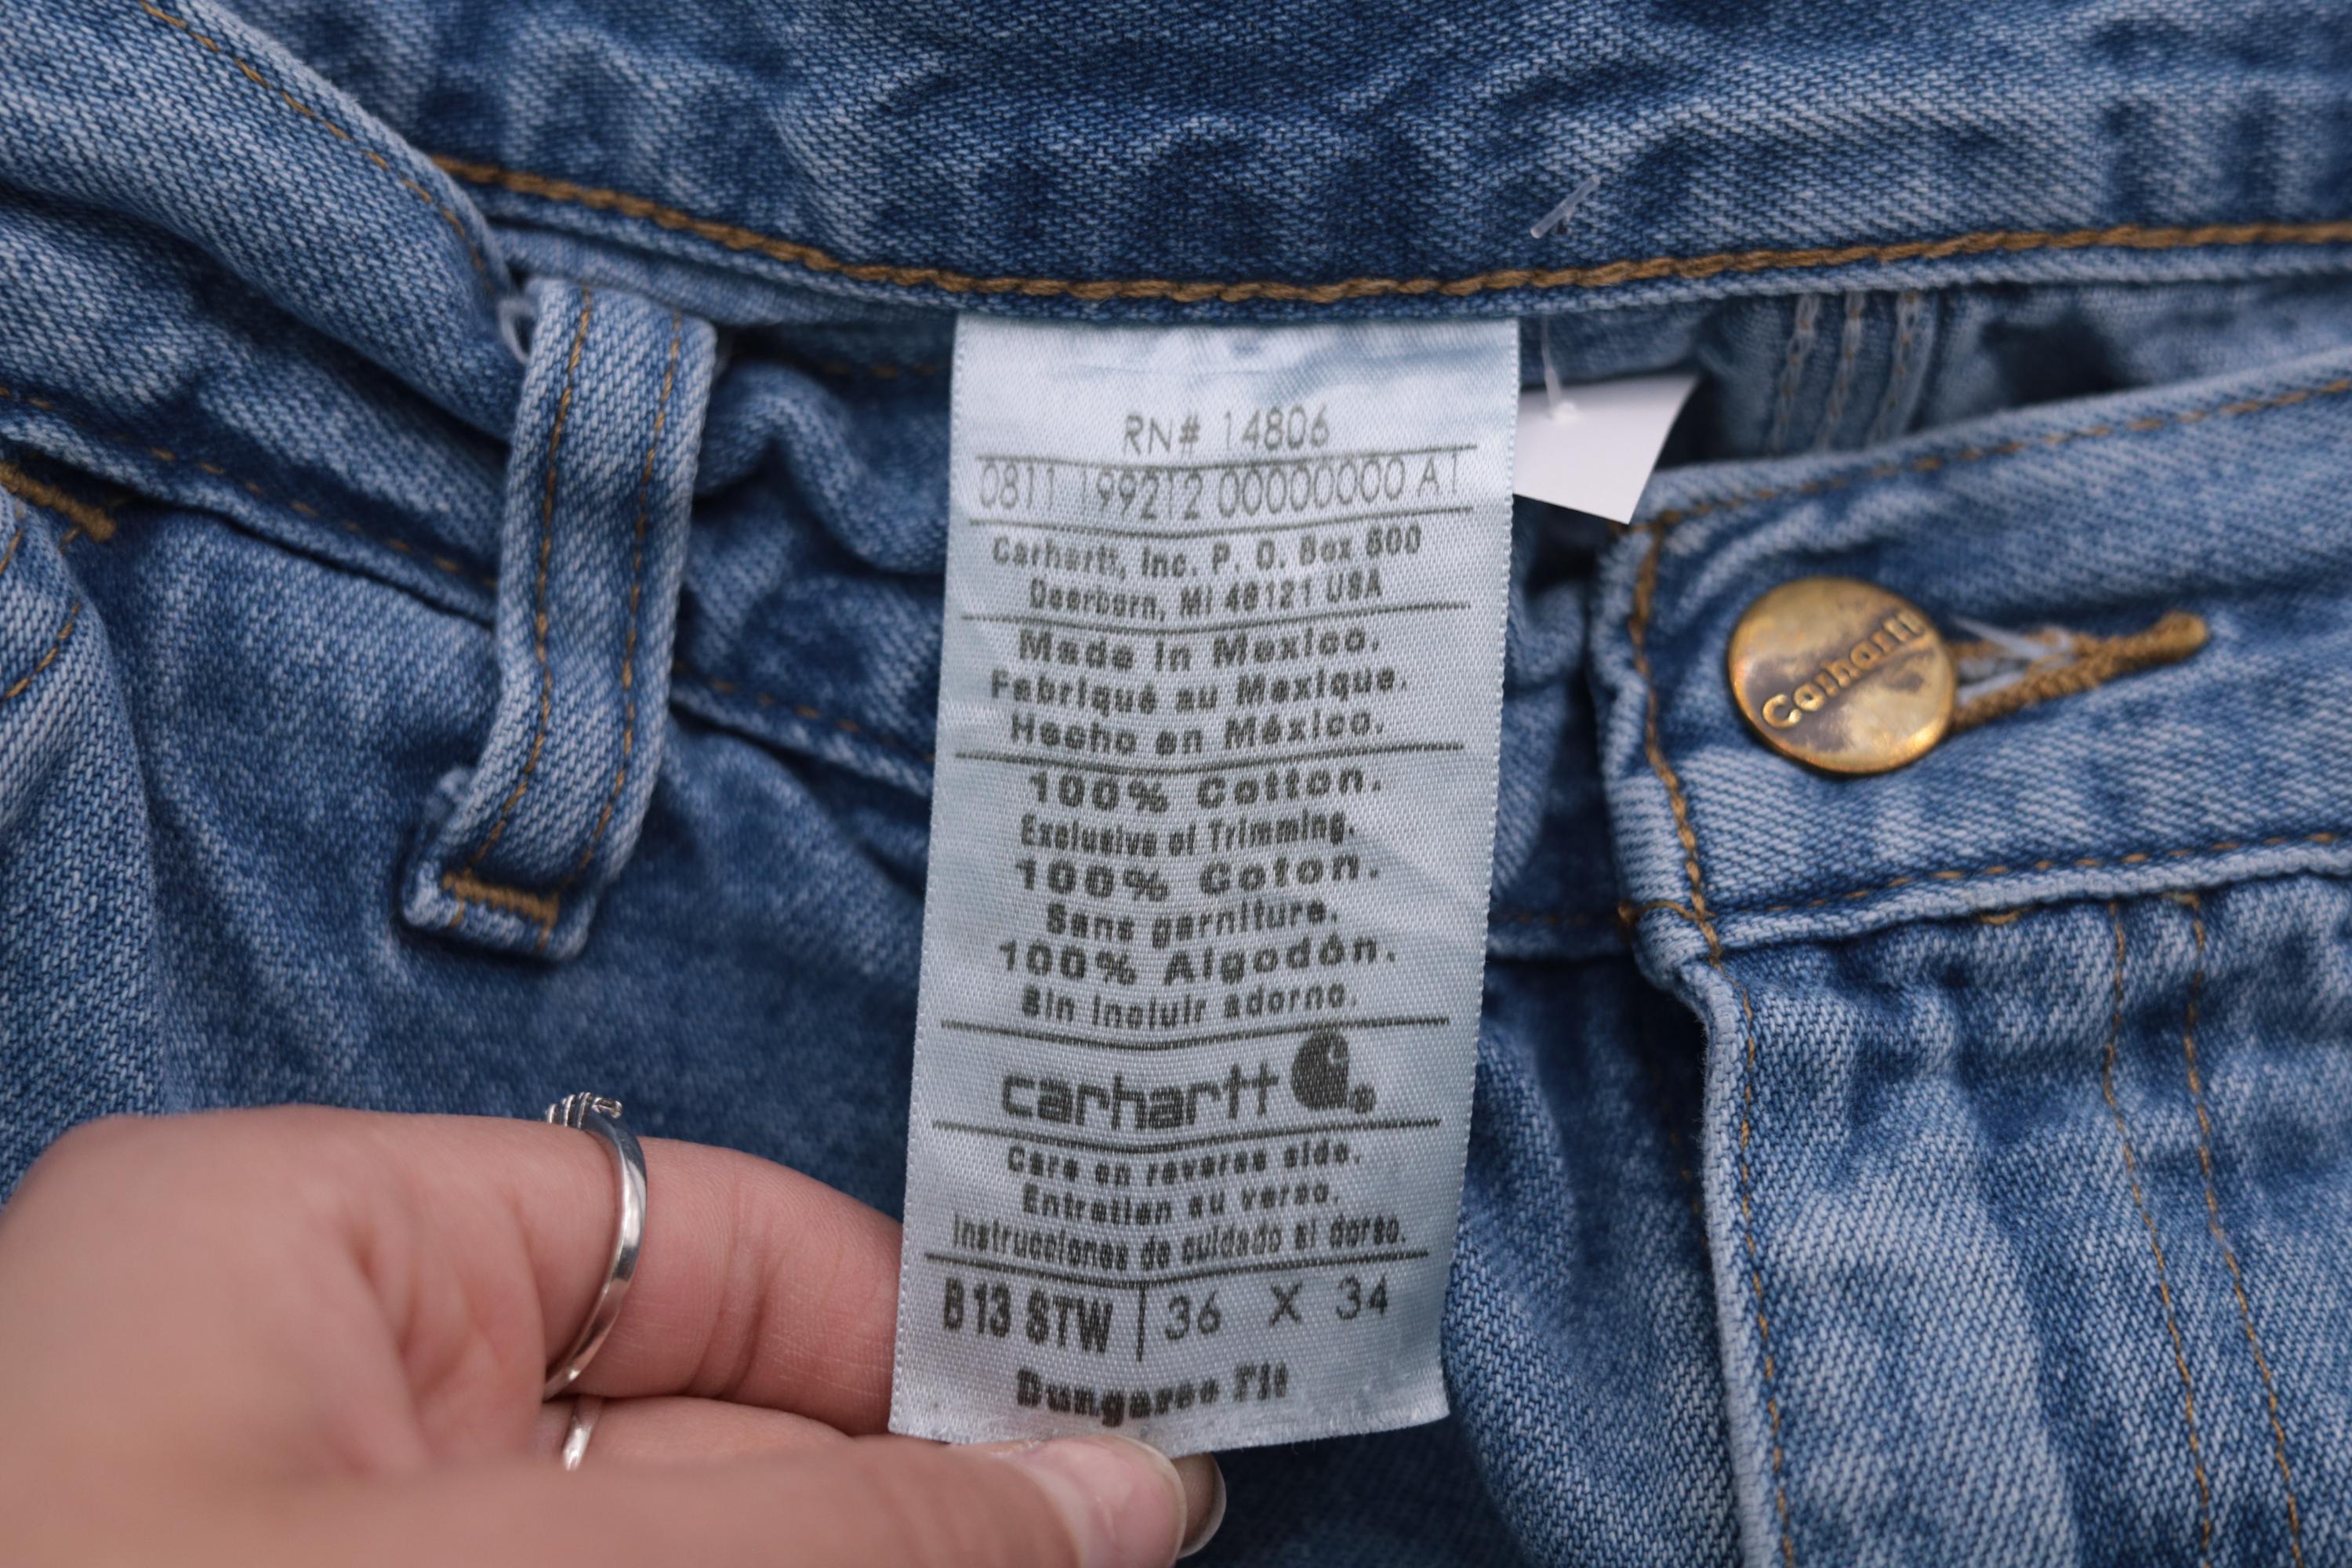 RN# 14806
0811 199212 00000000 A1
Carhartt, Inc. P. O. Box 600
Dearborn, MI 48121 USA
Made in Mexico.
Fabriqué au Mexique.
Hecho en México.
100% Cotton.
Exclusive of Trimming.
100% Coton.
Sans garniture.
100% Algodón.
Sin incluir adorno.
carhartt ®
Care on reverse side.
Entretien au verso.
Instrucciones de cuidado al dorso.
B13 STW | 36 X 34
Dungaree Fit
Carhartt